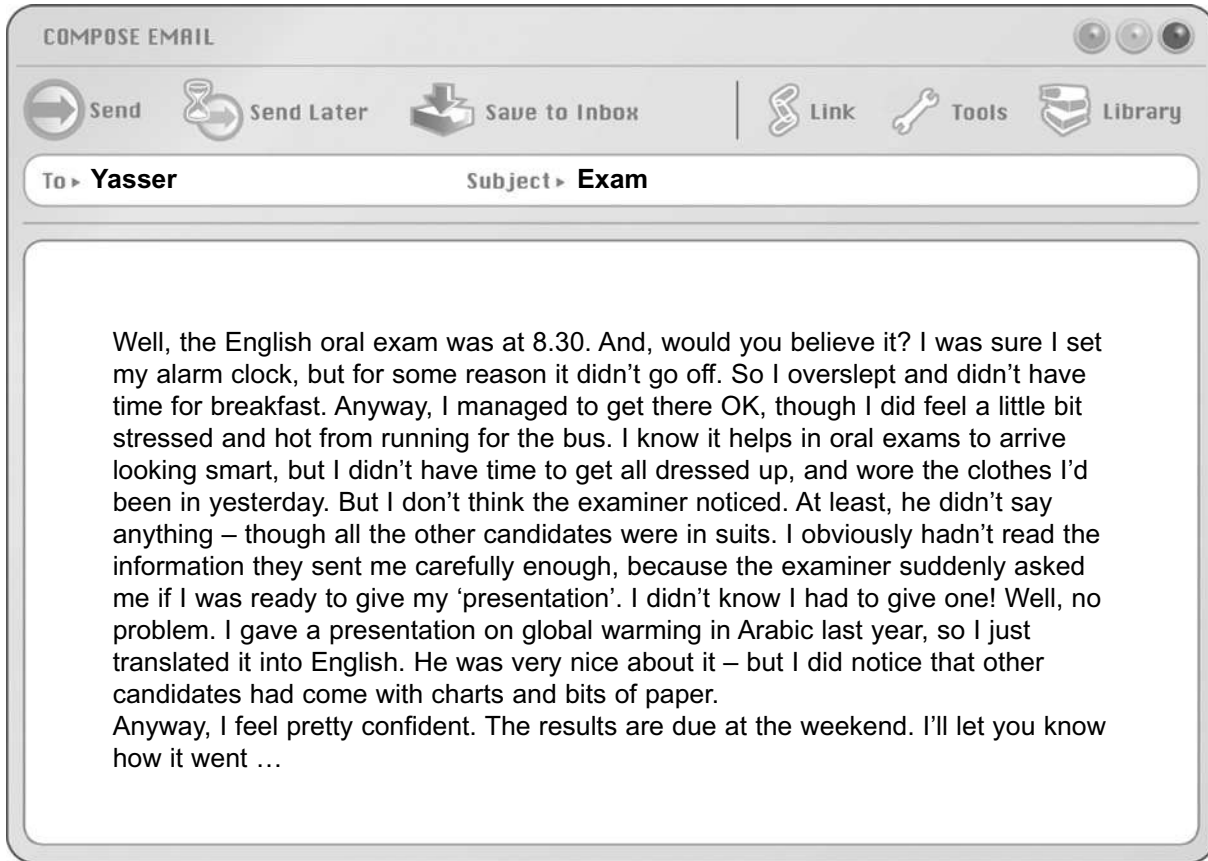 COMPOSE EMAIL
Send Send Later Save to Inbox Link Tools Library
To ▸ Yasser Subject ▸ Exam
Well, the English oral exam was at 8.30. And, would you believe it? I was sure I set
my alarm clock, but for some reason it didn't go off. So I overslept and didn't have
time for breakfast. Anyway, I managed to get there OK, though I did feel a little bit
stressed and hot from running for the bus. I know it helps in oral exams to arrive
looking smart, but I didn't have time to get all dressed up, and wore the clothes I'd
been in yesterday. But I don't think the examiner noticed. At least, he didn't say
anything – though all the other candidates were in suits. I obviously hadn't read the
information they sent me carefully enough, because the examiner suddenly asked
me if I was ready to give my 'presentation'. I didn't know I had to give one! Well, no
problem. I gave a presentation on global warming in Arabic last year, so I just
translated it into English. He was very nice about it – but I did notice that other
candidates had come with charts and bits of paper.
Anyway, I feel pretty confident. The results are due at the weekend. I'll let you know
how it went …